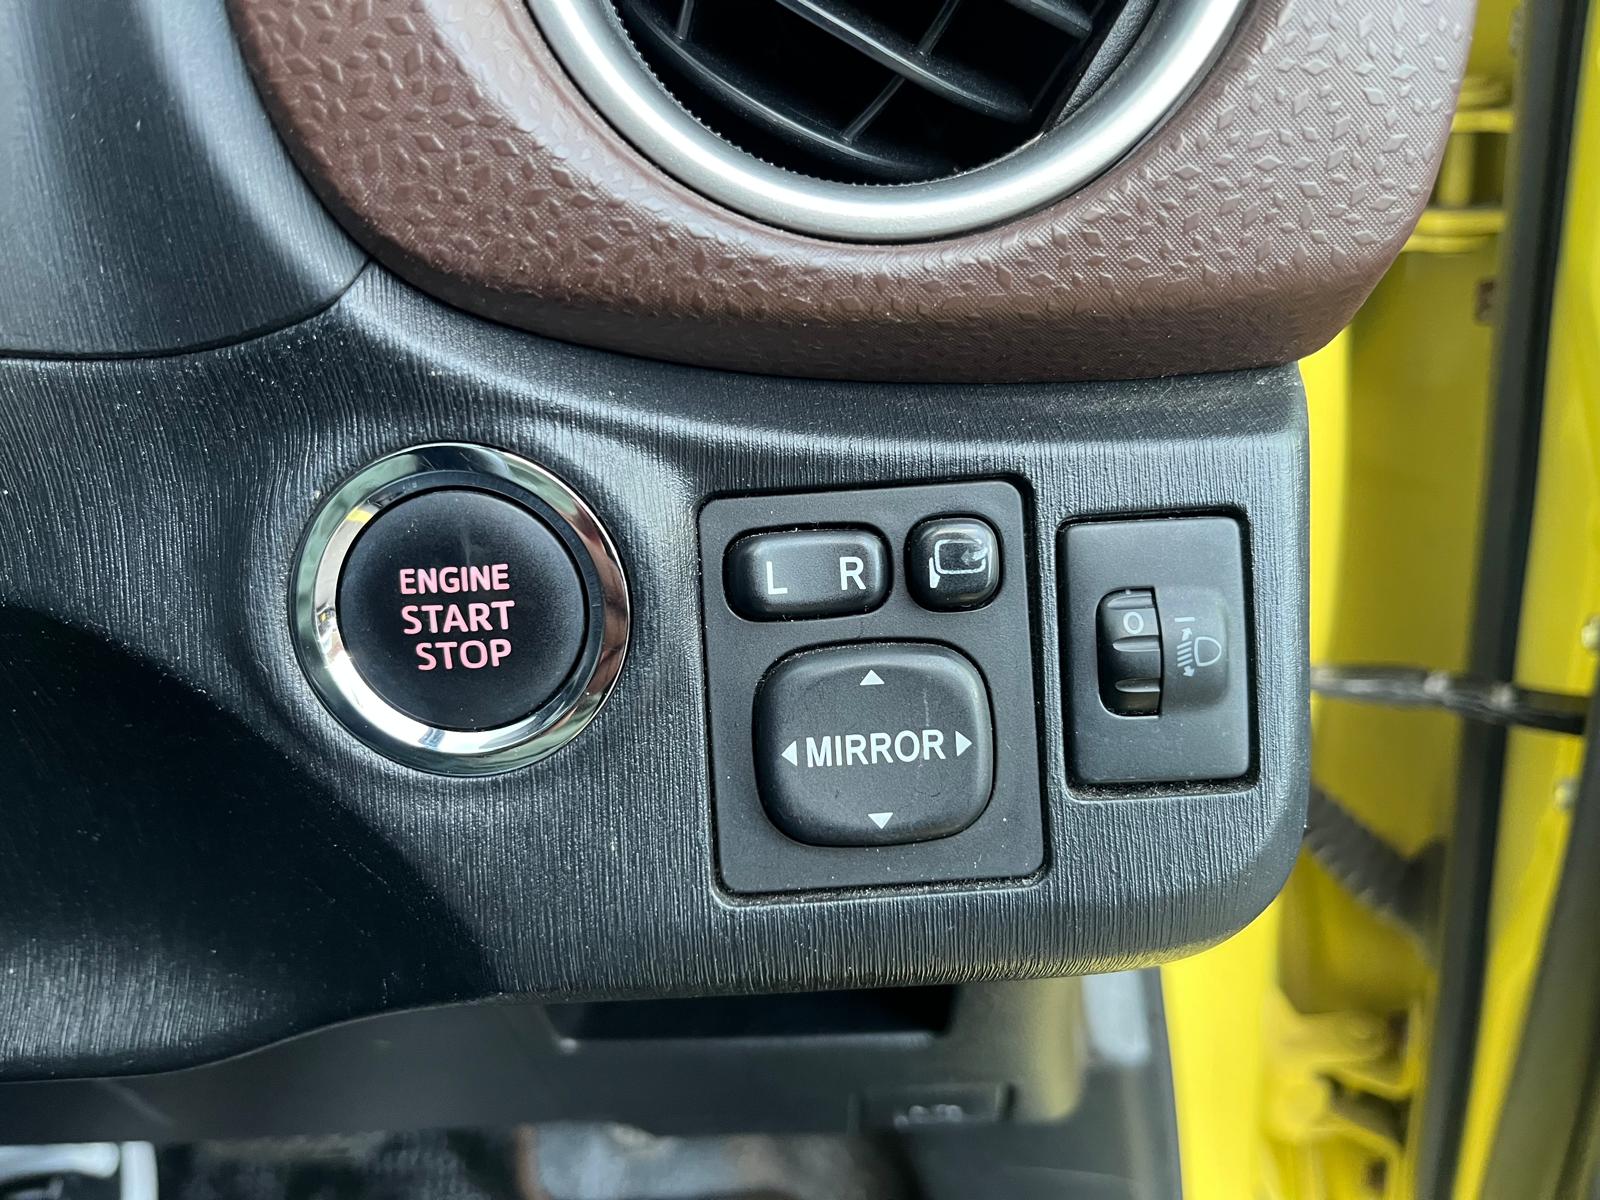 ENGINE
START
STOP
L R
MIRROR
0